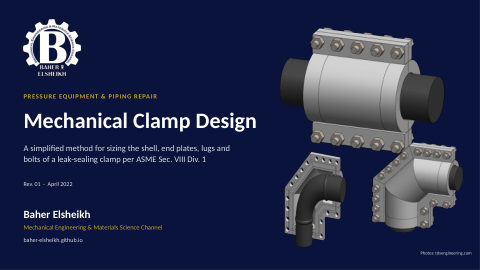 B
BAHER
ELSHEIKH
PRESSURE EQUIPMENT & PIPING REPAIR
Mechanical Clamp Design
A simplified method for sizing the shell, end plates, lugs and
bolts of a leak-sealing clamp per ASME Sec. VIII Div. 1
Rev. 01 – April 2022
Baher Elsheikh
Mechanical Engineering & Materials Science Channel
baher-elsheikh.github.io
Photos: tdwengineering.com